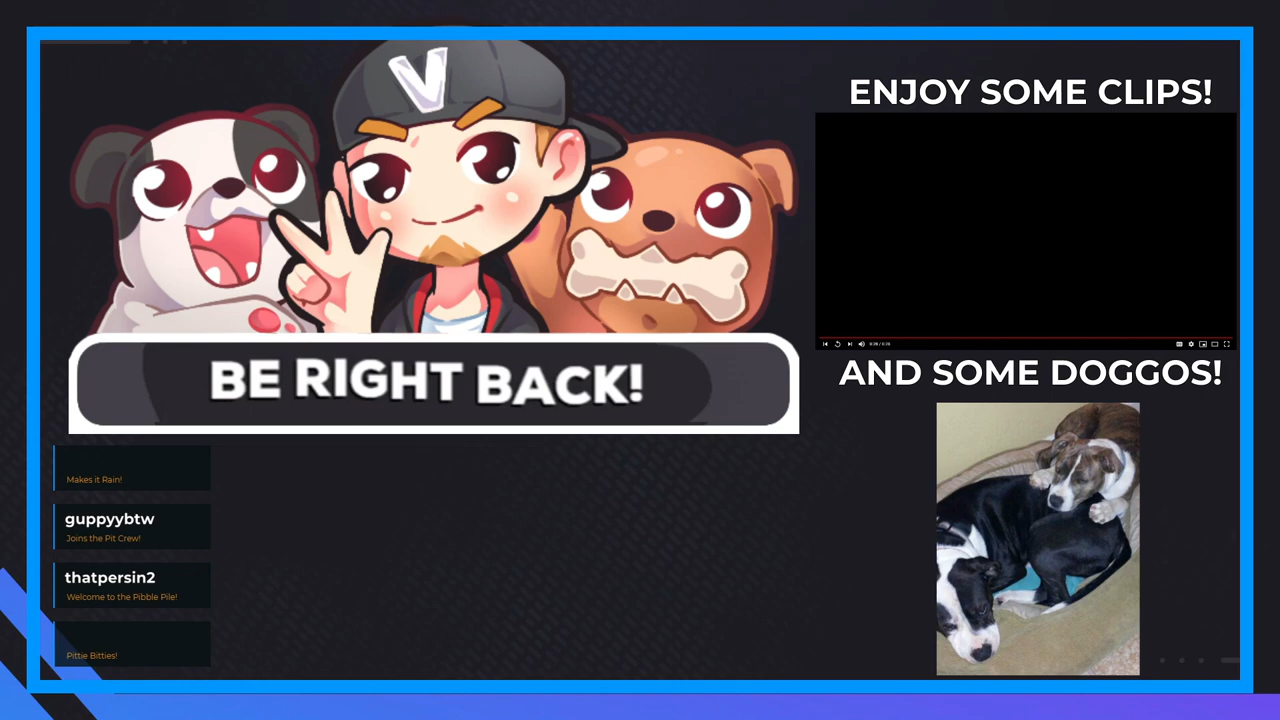 V
BE RIGHT BACK!
ENJOY SOME CLIPS!
AND SOME DOGGOS!
Makes it Rain!
guppyybtw
Joins the Pit Crew!
thatpersin2
Welcome to the Pibble Pile!
Pittie Bitties!